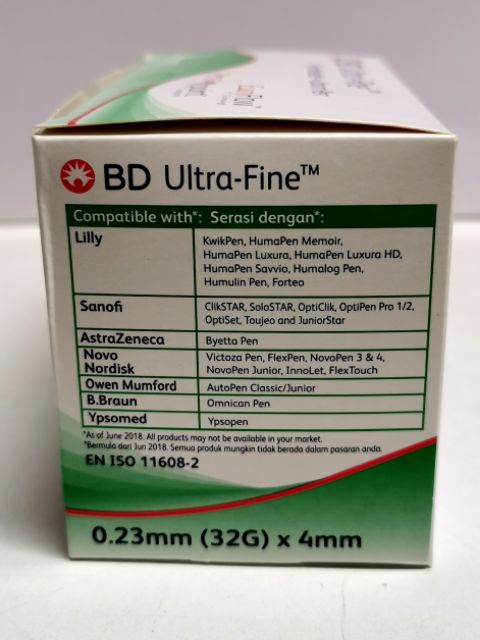 BD Ultra-Fine™
Compatible with*: Serasi dengan*:
Lilly
KwikPen, HumaPen Memoir,
HumaPen Luxura, HumaPen Luxura HD,
HumaPen Savvio, Humalog Pen,
Humulin Pen, Forteo
Sanofi
ClikSTAR, SoloSTAR, OptiClik, OptiPen Pro 1/2,
OptiSet, Toujeo and JuniorStar
AstraZeneca
Byetta Pen
Novo
Nordisk
Victoza Pen, FlexPen, NovoPen 3 & 4,
NovoPen Junior, InnoLet, FlexTouch
Owen Mumford
AutoPen Classic/Junior
B.Braun
Omnican Pen
Ypsomed
Ypsopen
*As of June 2018. All products may not be available in your market.
*Bermula dari Jun 2018. Semua produk mungkin tidak berada dalam pasaran anda.
EN ISO 11608-2
0.23mm (32G) x 4mm